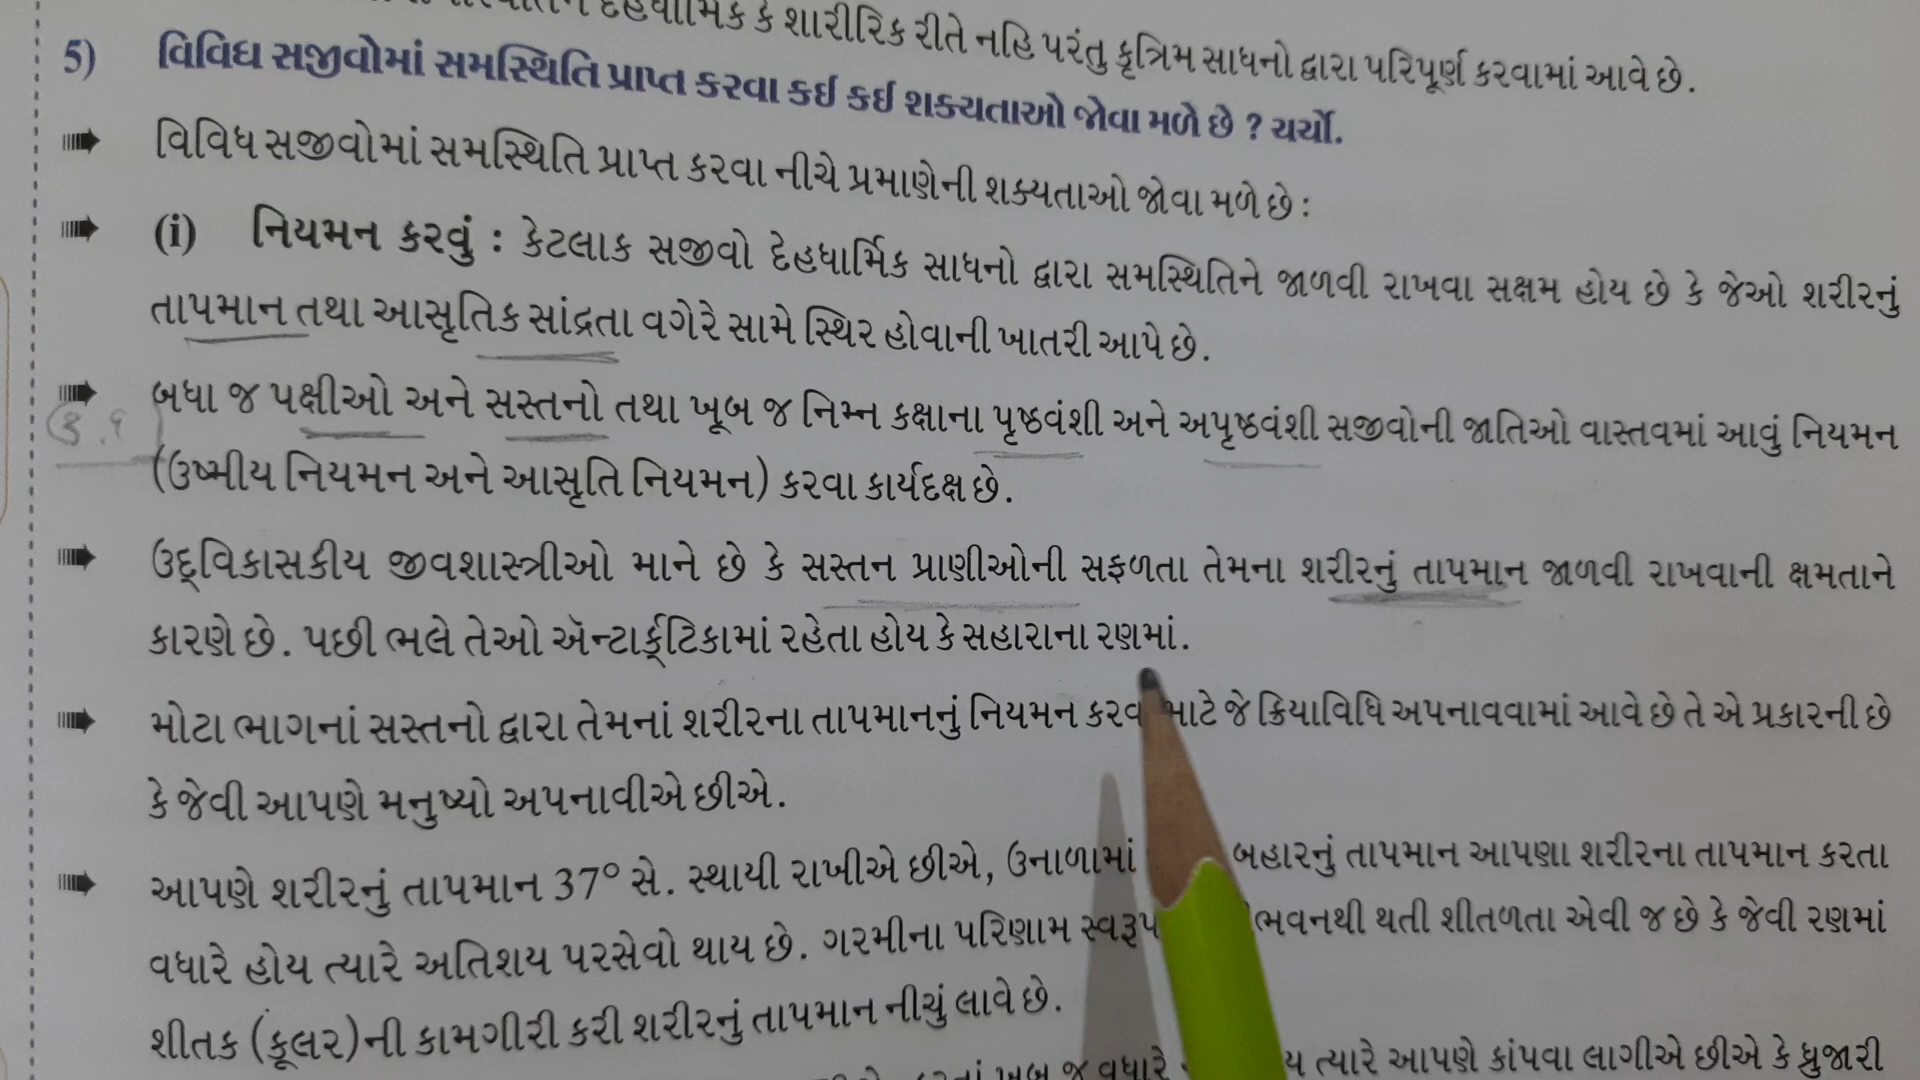 દેહધાર્મિક કે શારીરિક રીતે નહિ પરંતુ કૃત્રિમ સાધનો દ્વારા પરિપૂર્ણ કરવામાં આવે છે.
5) વિવિધ સજીવોમાં સમસ્થિતિ પ્રાપ્ત કરવા કઈ કઈ શક્યતાઓ જોવા મળે છે ? ચર્ચો.
વિવિધ સજીવોમાં સમસ્થિતિ પ્રાપ્ત કરવા નીચે પ્રમાણેની શક્યતાઓ જોવા મળે છે :
(i) નિયમન કરવું : કેટલાક સજીવો દેહધાર્મિક સાધનો દ્વારા સમસ્થિતિને જાળવી રાખવા સક્ષમ હોય છે કે જેઓ શરીરનું
તાપમાન તથા આસૃતિક સાંદ્રતા વગેરે સામે સ્થિર હોવાની ખાતરી આપે છે.
બધા જ પક્ષીઓ અને સસ્તનો તથા ખૂબ જ નિમ્ન કક્ષાના પૃષ્ઠવંશી અને અપૃષ્ઠવંશી સજીવોની જાતિઓ વાસ્તવમાં આવું નિયમન
(ઉષ્મીય નિયમન અને આસૃતિ નિયમન) કરવા કાર્યદક્ષ છે.
ઉદ્‌વિકાસકીય જીવશાસ્ત્રીઓ માને છે કે સસ્તન પ્રાણીઓની સફળતા તેમના શરીરનું તાપમાન જાળવી રાખવાની ક્ષમતાને
કારણે છે. પછી ભલે તેઓ ઍન્ટાર્ક્ટિકામાં રહેતા હોય કે સહારાના રણમાં.
મોટા ભાગનાં સસ્તનો દ્વારા તેમનાં શરીરના તાપમાનનું નિયમન કરવ માટે જે ક્રિયાવિધિ અપનાવવામાં આવે છે તે એ પ્રકારની છે
કે જેવી આપણે મનુષ્યો અપનાવીએ છીએ.
આપણે શરીરનું તાપમાન 37° સે. સ્થાયી રાખીએ છીએ, ઉનાળામાં બહારનું તાપમાન આપણા શરીરના તાપમાન કરતા
વધારે હોય ત્યારે અતિશય પરસેવો થાય છે. ગરમીના પરિણામ સ્વરૂપ ભવનથી થતી શીતળતા એવી જ છે કે જેવી રણમાં
શીતક (કૂલર)ની કામગીરી કરી શરીરનું તાપમાન નીચું લાવે છે.
ખૂબ જ વધારે ત્યારે આપણે કાંપવા લાગીએ છીએ કે ધ્રુજારી